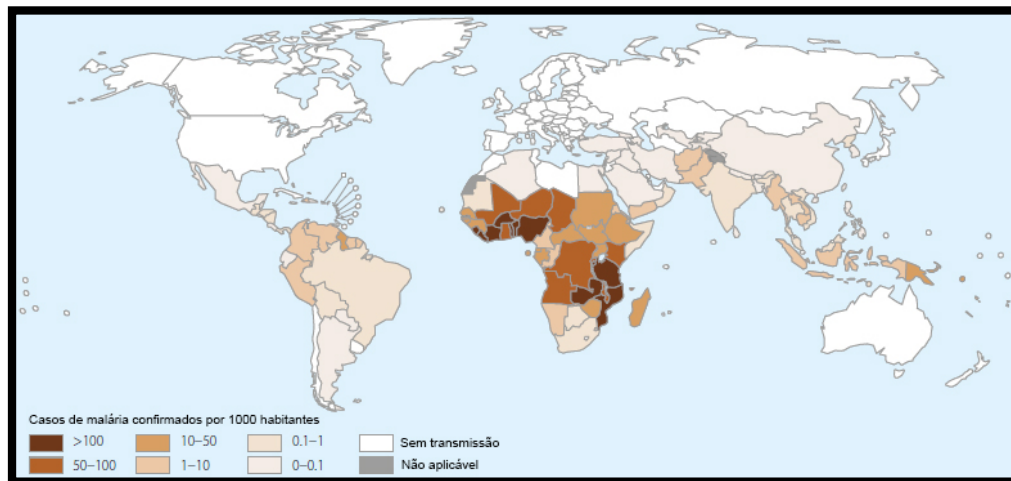 Casos de malária confirmados por 1000 habitantes
>100 10–50 0.1–1 Sem transmissão
50–100 1–10 0–0.1 Não aplicável